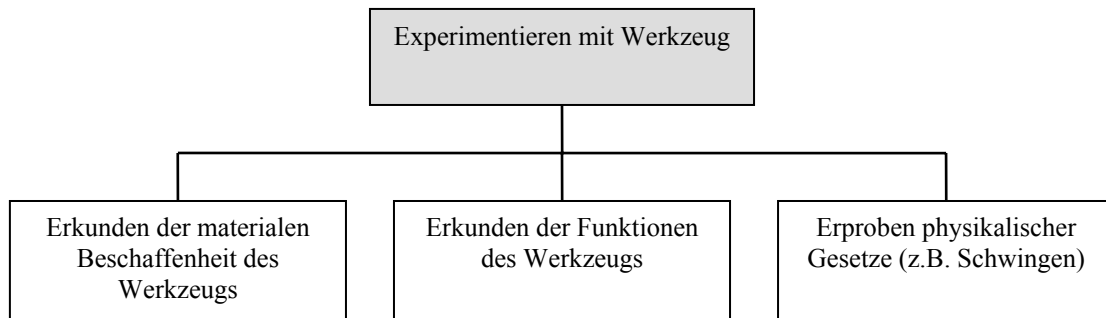 Experimentieren mit Werkzeug
Erkunden der materialen
Beschaffenheit des
Werkzeugs
Erkunden der Funktionen
des Werkzeugs
Erproben physikalischer
Gesetze (z.B. Schwingen)